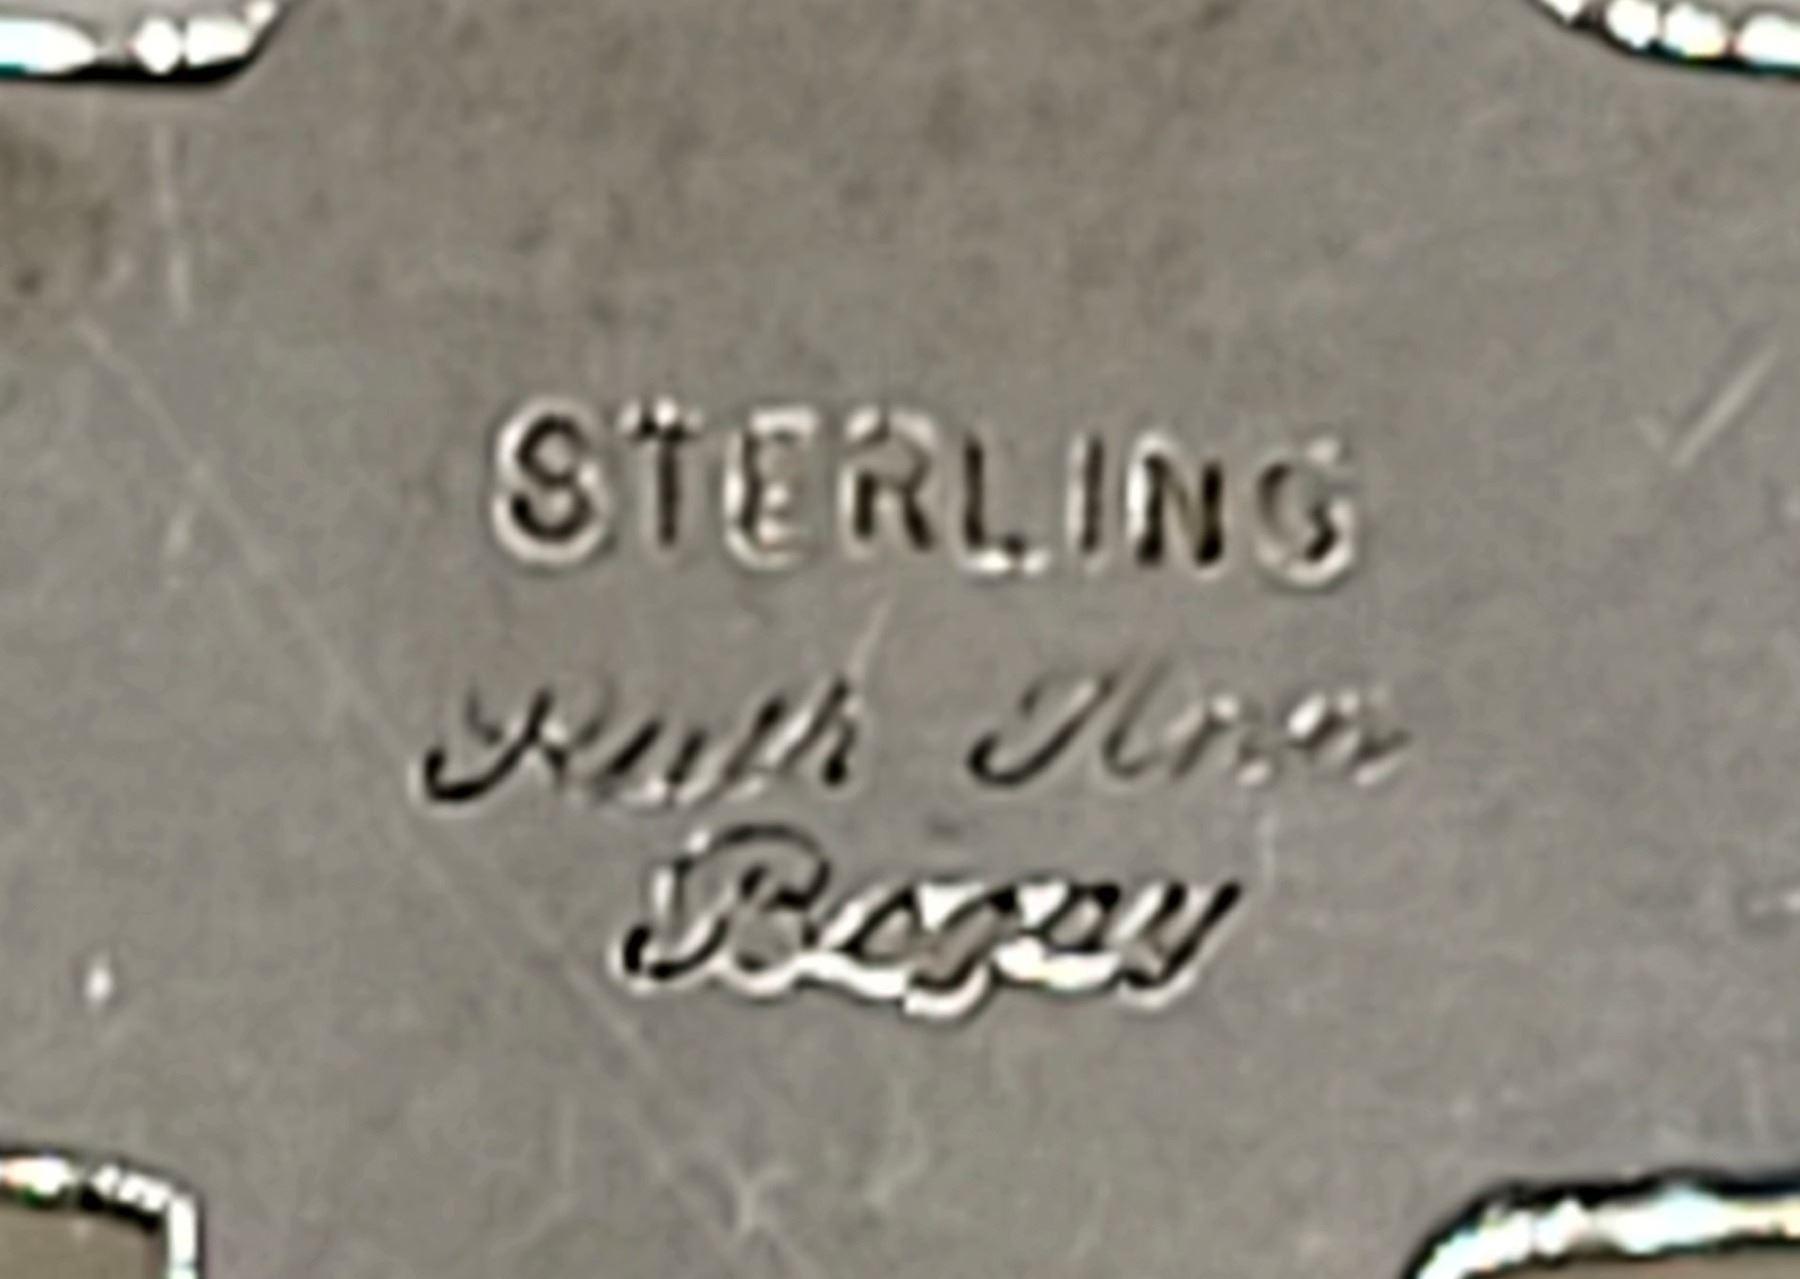 STERLING
Ruth Ann
Begay